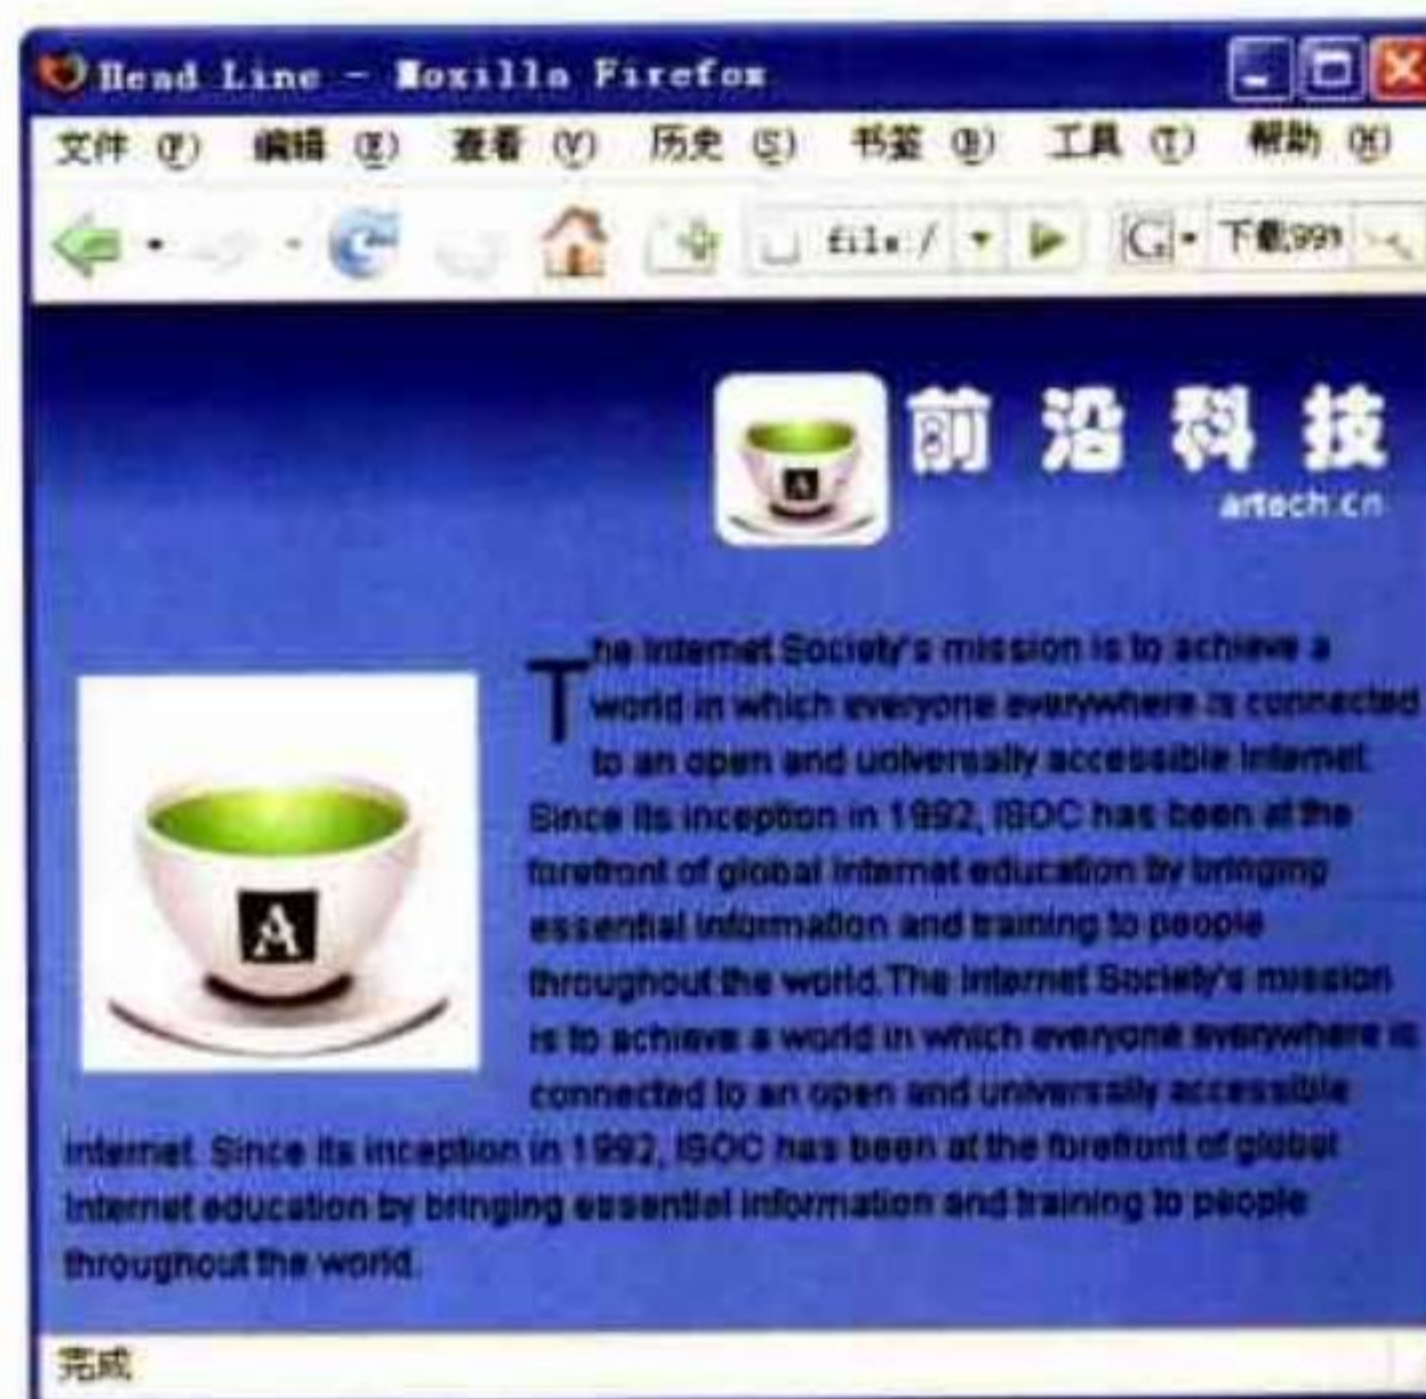 Head Line - Mozilla Firefox
文件 (F) 编辑 (E) 查看 (V) 历史 (S) 书签 (B) 工具 (T) 帮助 (H)
file:/ G 下载99
前沿科技
artech.cn
The Internet Society's mission is to achieve a
world in which everyone everywhere is connected
to an open and universally accessible Internet.
Since its inception in 1992, ISOC has been at the
forefront of global Internet education by bringing
essential information and training to people
throughout the world.The Internet Society's mission
is to achieve a world in which everyone everywhere is
connected to an open and universally accessible
Internet. Since its inception in 1992, ISOC has been at the forefront of global
Internet education by bringing essential information and training to people
throughout the world.
A
A
完成